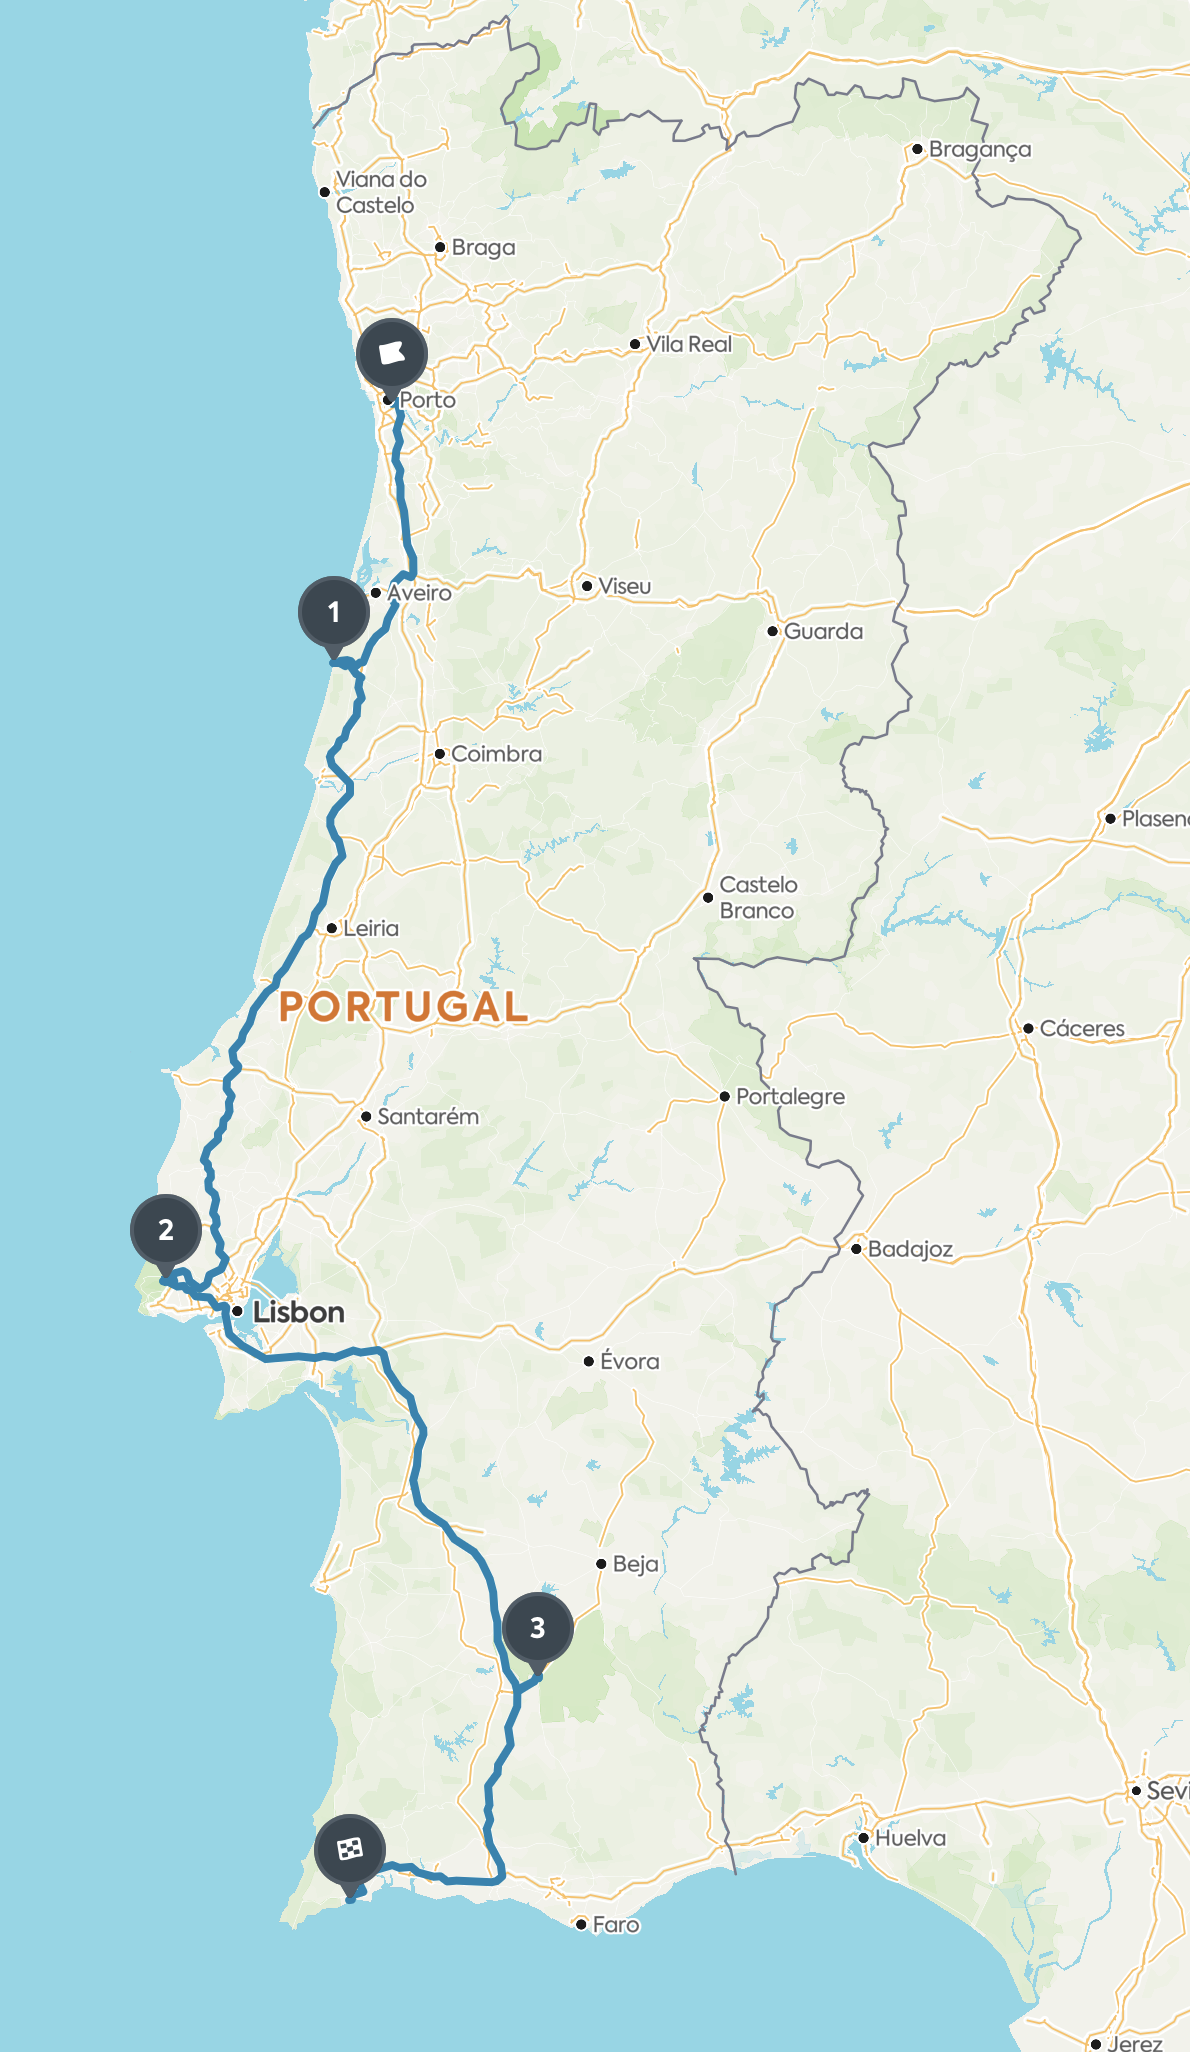 Bragança
Viana do
Castelo
Braga
Vila Real
Porto
Aveiro
1
Viseu
Guarda
Coimbra
Plasenc
Castelo
Branco
Leiria
PORTUGAL
Cáceres
Portalegre
Santarém
2
Badajoz
Lisbon
Évora
Beja
3
Sevi
Huelva
Faro
Jerez